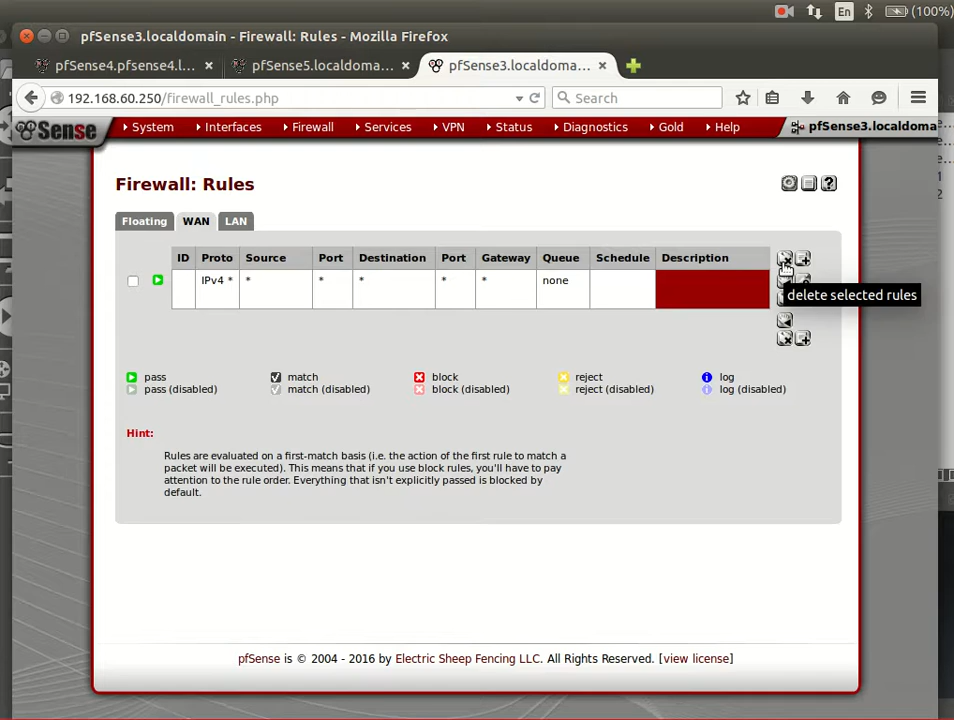 En
(100%)
pfSense3.localdomain - Firewall: Rules - Mozilla Firefox
pfSense4.pfsense4.l... pfSense5.localdoma... pfSense3.localdoma...
192.168.60.250/firewall_rules.php
Search
Sense
System Interfaces Firewall Services VPN Status Diagnostics Gold Help
pfSense3.localdoma
Firewall: Rules
Floating WAN LAN
ID Proto Source Port Destination Port Gateway Queue Schedule Description
IPv4 * * * * * * none
delete selected rules
pass match block reject log
pass (disabled) match (disabled) block (disabled) reject (disabled) log (disabled)
Hint:
Rules are evaluated on a first-match basis (i.e. the action of the first rule to match a
packet will be executed). This means that if you use block rules, you'll have to pay
attention to the rule order. Everything that isn't explicitly passed is blocked by
default.
pfSense is © 2004 - 2016 by Electric Sheep Fencing LLC. All Rights Reserved. [view license]